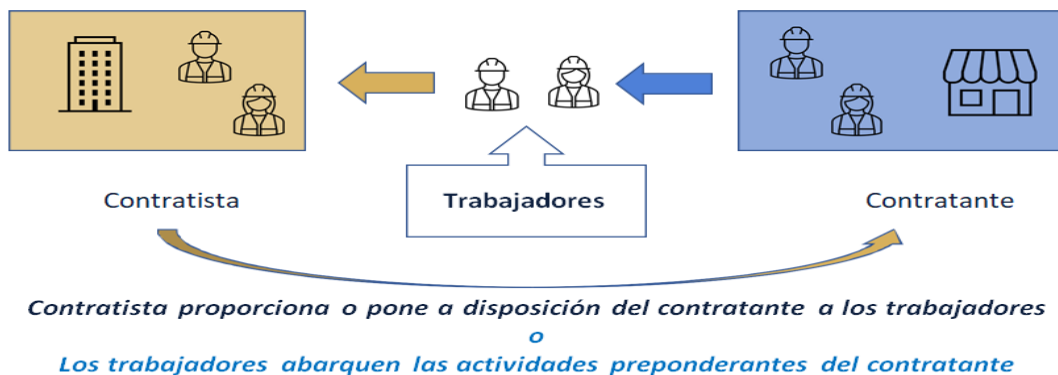 Contratista
Trabajadores
Contratante
Contratista proporciona o pone a disposición del contratante a los trabajadores
o
Los trabajadores abarquen las actividades preponderantes del contratante